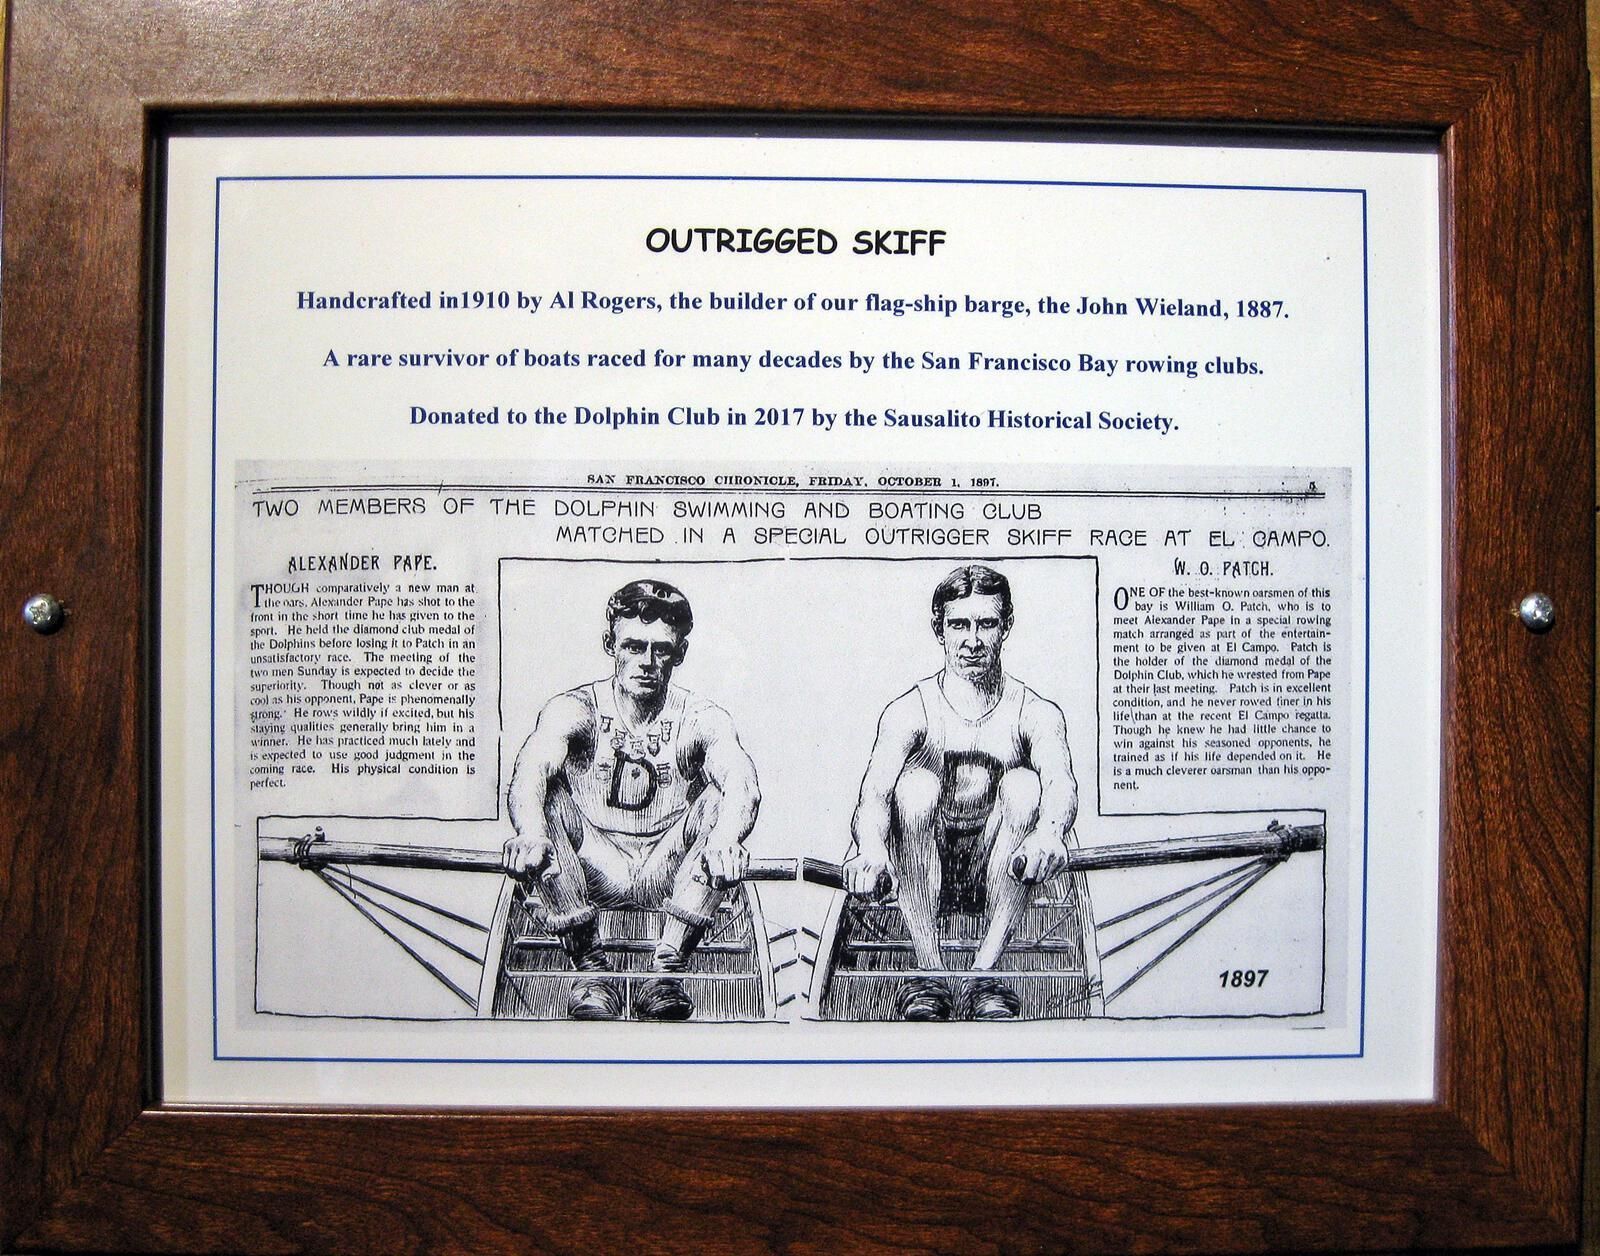 OUTRIGGED SKIFF
Handcrafted in1910 by Al Rogers, the builder of our flag-ship barge, the John Wieland, 1887.
A rare survivor of boats raced for many decades by the San Francisco Bay rowing clubs.
Donated to the Dolphin Club in 2017 by the Sausalito Historical Society.
SAN FRANCISCO CHRONICLE, FRIDAY, OCTOBER 1, 1897. 5
TWO MEMBERS OF THE DOLPHIN SWIMMING AND BOATING CLUB
MATCHED IN A SPECIAL OUTRIGGER SKIFF RACE AT EL CAMPO.
ALEXANDER PAPE.
THOUGH comparatively a new man at
the oars, Alexander Pape has shot to the
front in the short time he has given to the
sport. He held the diamond club medal of
the Dolphins before losing it to Patch in an
unsatisfactory race. The meeting of the
two men Sunday is expected to decide the
superiority. Though not as clever or as
cool as his opponent, Pape is phenomenally
strong. He rows wildly if excited, but his
staying qualities generally bring him in a
winner. He has practiced much lately and
is expected to use good judgment in the
coming race. His physical condition is
perfect.
W. O. PATCH.
ONE OF the best-known oarsmen of this
bay is William O. Patch, who is to
meet Alexander Pape in a special rowing
match arranged as part of the entertain-
ment to be given at El Campo. Patch is
the holder of the diamond medal of the
Dolphin Club, which he wrested from Pape
at their last meeting. Patch is in excellent
condition, and he never rowed finer in his
life than at the recent El Campo regatta.
Though he knew he had little chance to
win against his seasoned opponents, he
trained as if his life depended on it. He
is a much cleverer oarsman than his oppo-
nent.
D
D
1897